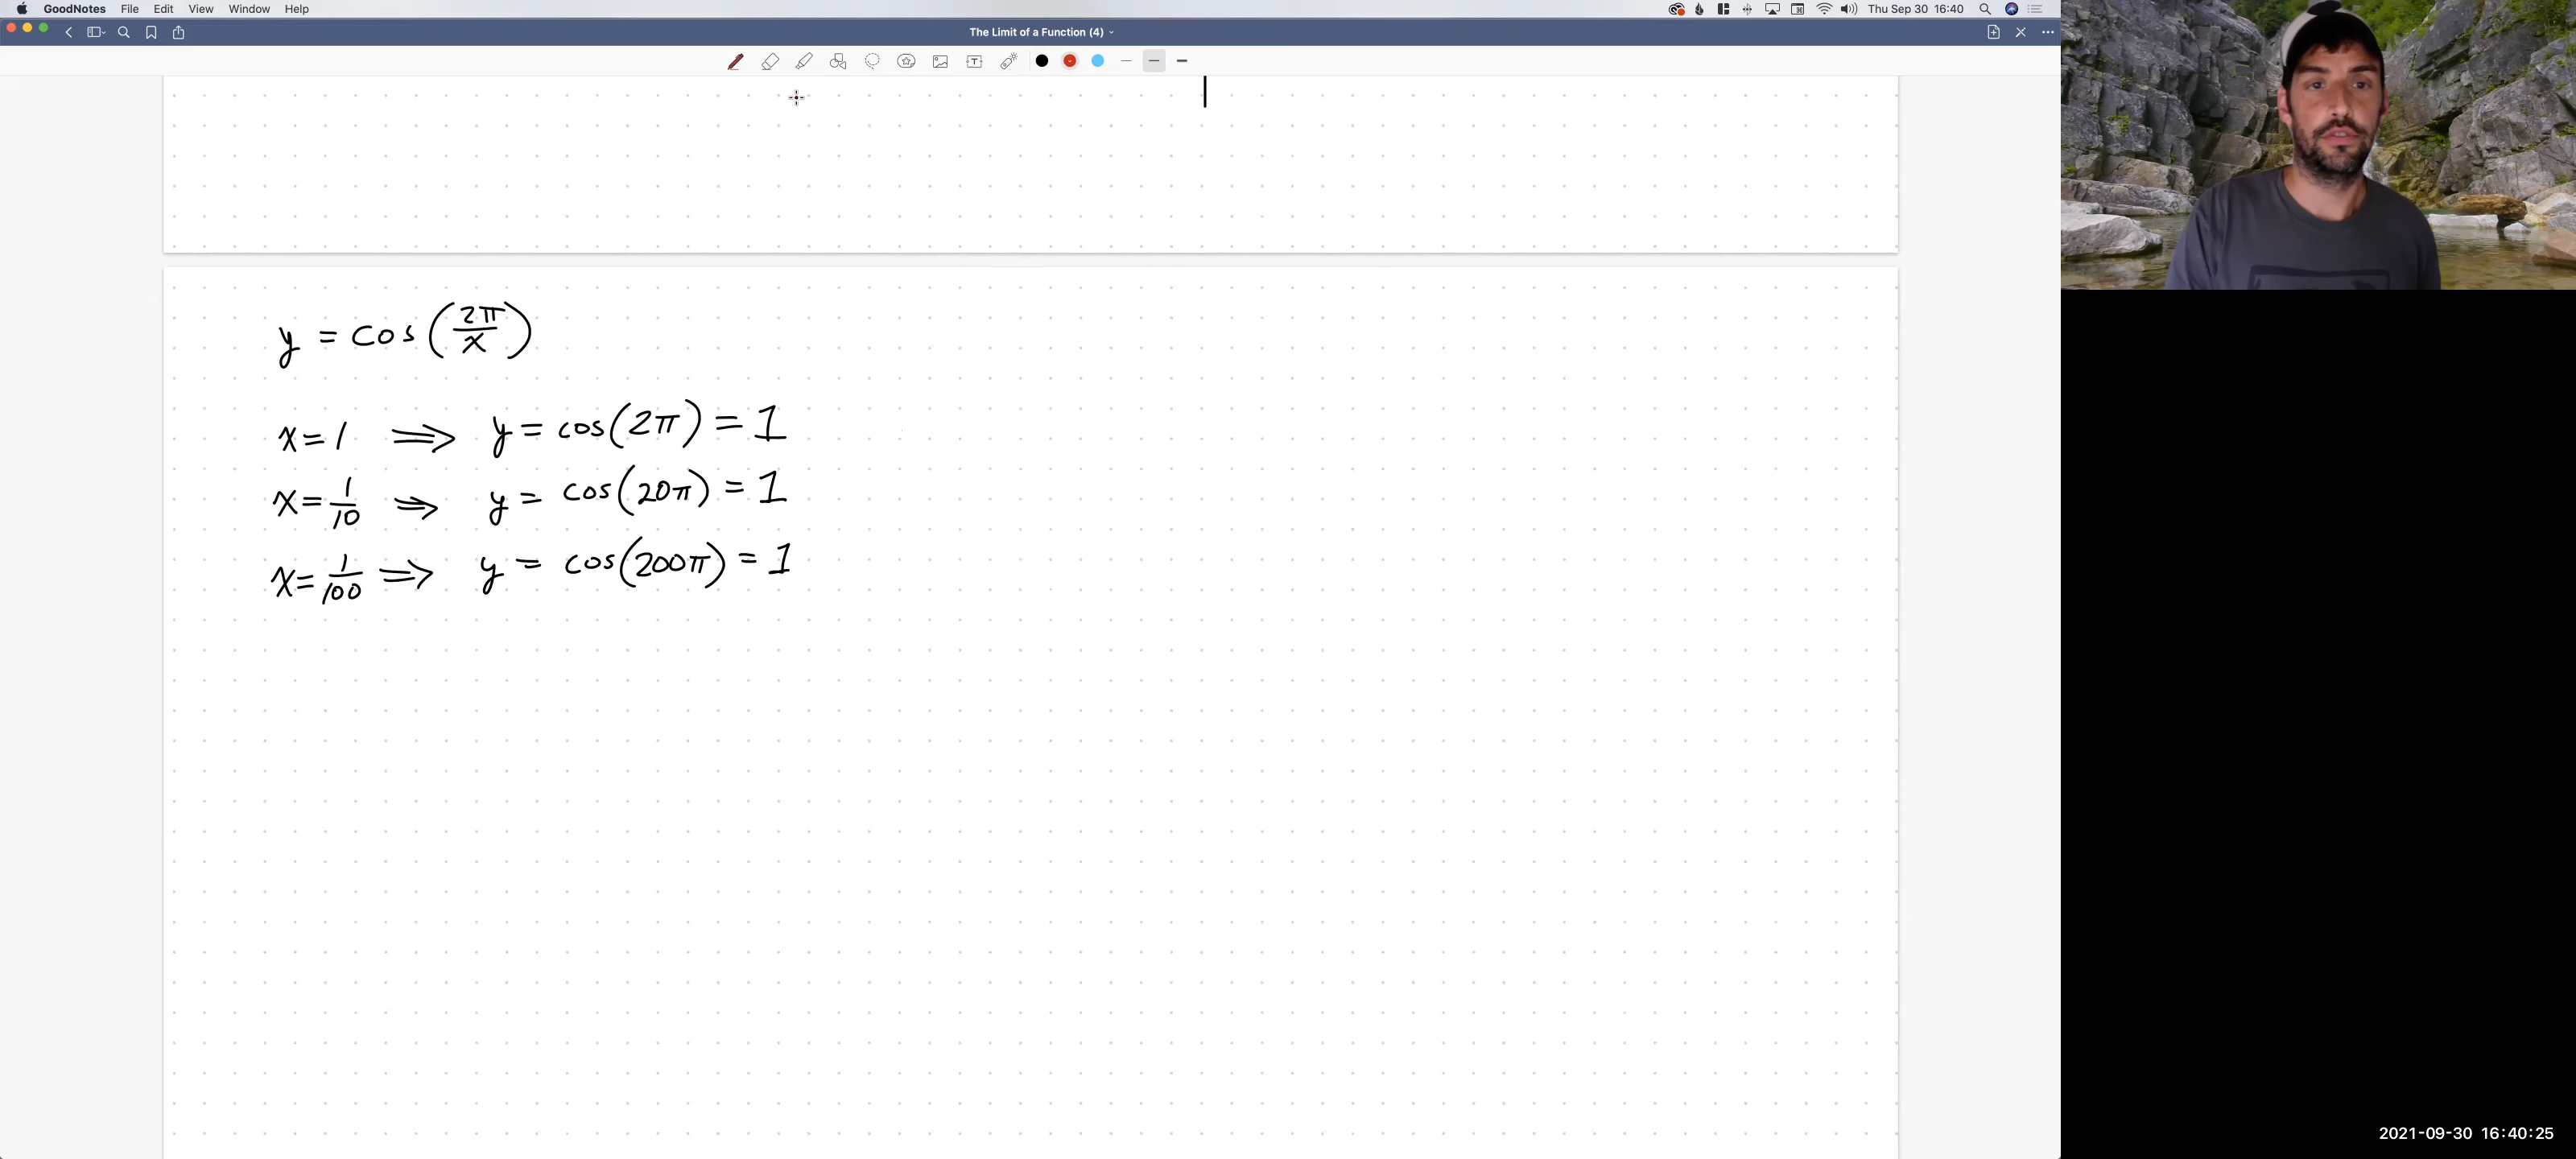 GoodNotes File Edit View Window Help Thu Sep 30 16:40
The Limit of a Function (4)
y = cos(2π/x)
x = 1 ⟹ y = cos(2π) = 1
x = 1/10 ⟹ y = cos(20π) = 1
x = 1/100 ⟹ y = cos(200π) = 1
2021-09-30 16:40:25